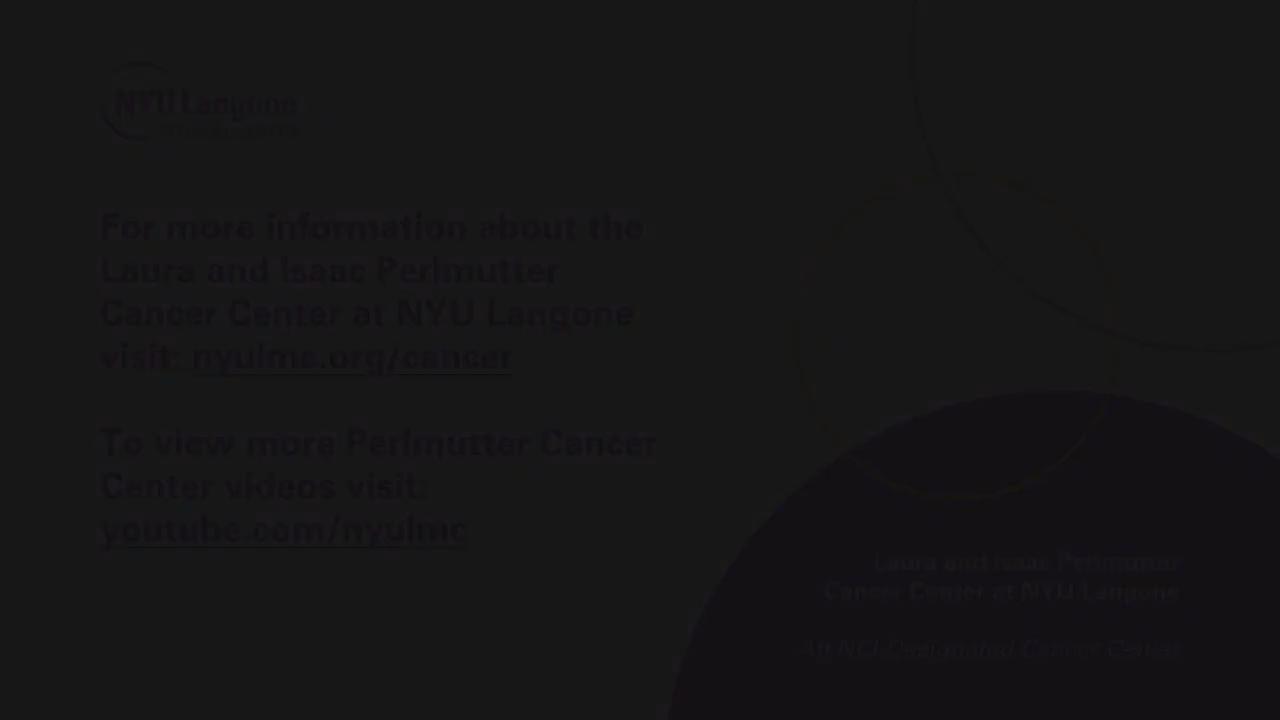 NYU Langone
For more information about the
Laura and Isaac Perlmutter
Cancer Center at NYU Langone
visit: nyulmc.org/cancer
To view more Perlmutter Cancer
Center videos visit:
youtube.com/nyulmc
Laura and Isaac Perlmutter
Cancer Center at NYU Langone
An NCI-Designated Cancer Center